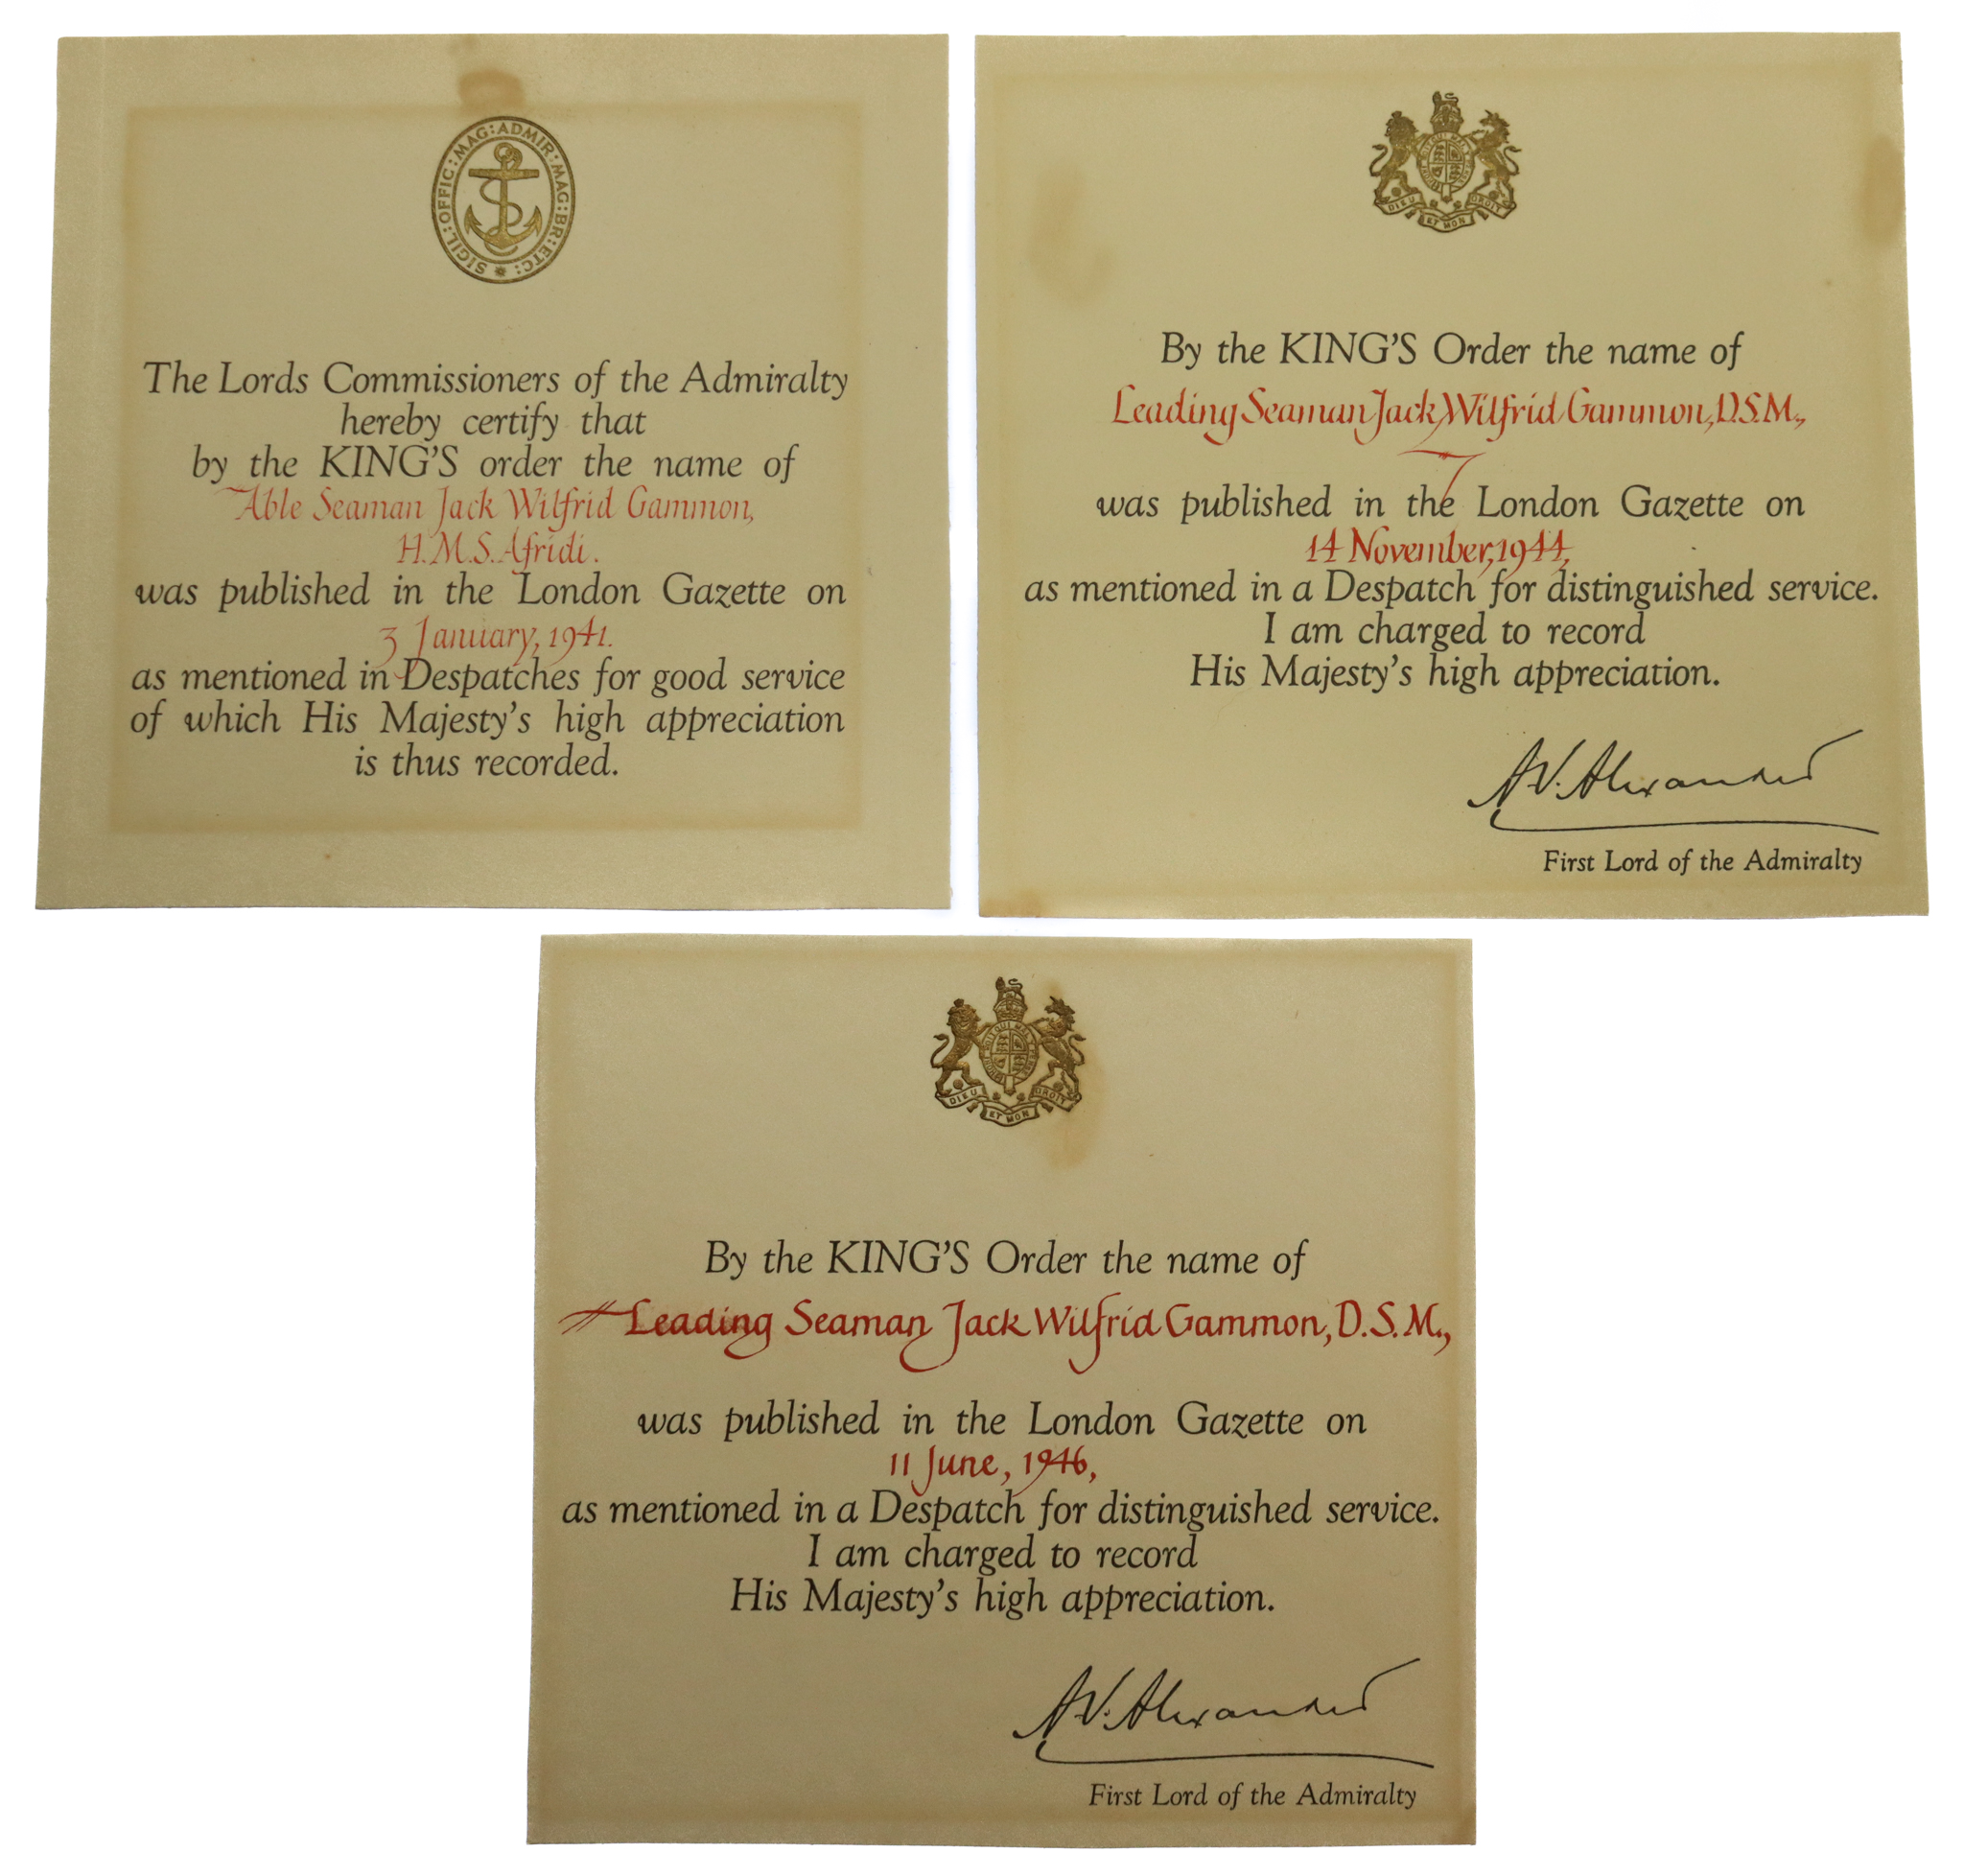 SIGIL:OFFIC:MAG:ADMIR:MAG:BR:ETC:
The Lords Commissioners of the Admiralty
hereby certify that
by the KING'S order the name of
Able Seaman Jack Wilfrid Gammon,
H.M.S. Afridi.
was published in the London Gazette on
3 January, 1941.
as mentioned in Despatches for good service
of which His Majesty's high appreciation
is thus recorded.
DIEU ET MON DROIT
By the KING'S Order the name of
Leading Seaman Jack Wilfrid Gammon, D.S.M.,
was published in the London Gazette on
14 November, 1944,
as mentioned in a Despatch for distinguished service.
I am charged to record
His Majesty's high appreciation.
A.V. Alexander
First Lord of the Admiralty
DIEU ET MON DROIT
By the KING'S Order the name of
Leading Seaman Jack Wilfrid Gammon, D.S.M.,
was published in the London Gazette on
11 June, 1946,
as mentioned in a Despatch for distinguished service.
I am charged to record
His Majesty's high appreciation.
A.V. Alexander
First Lord of the Admiralty